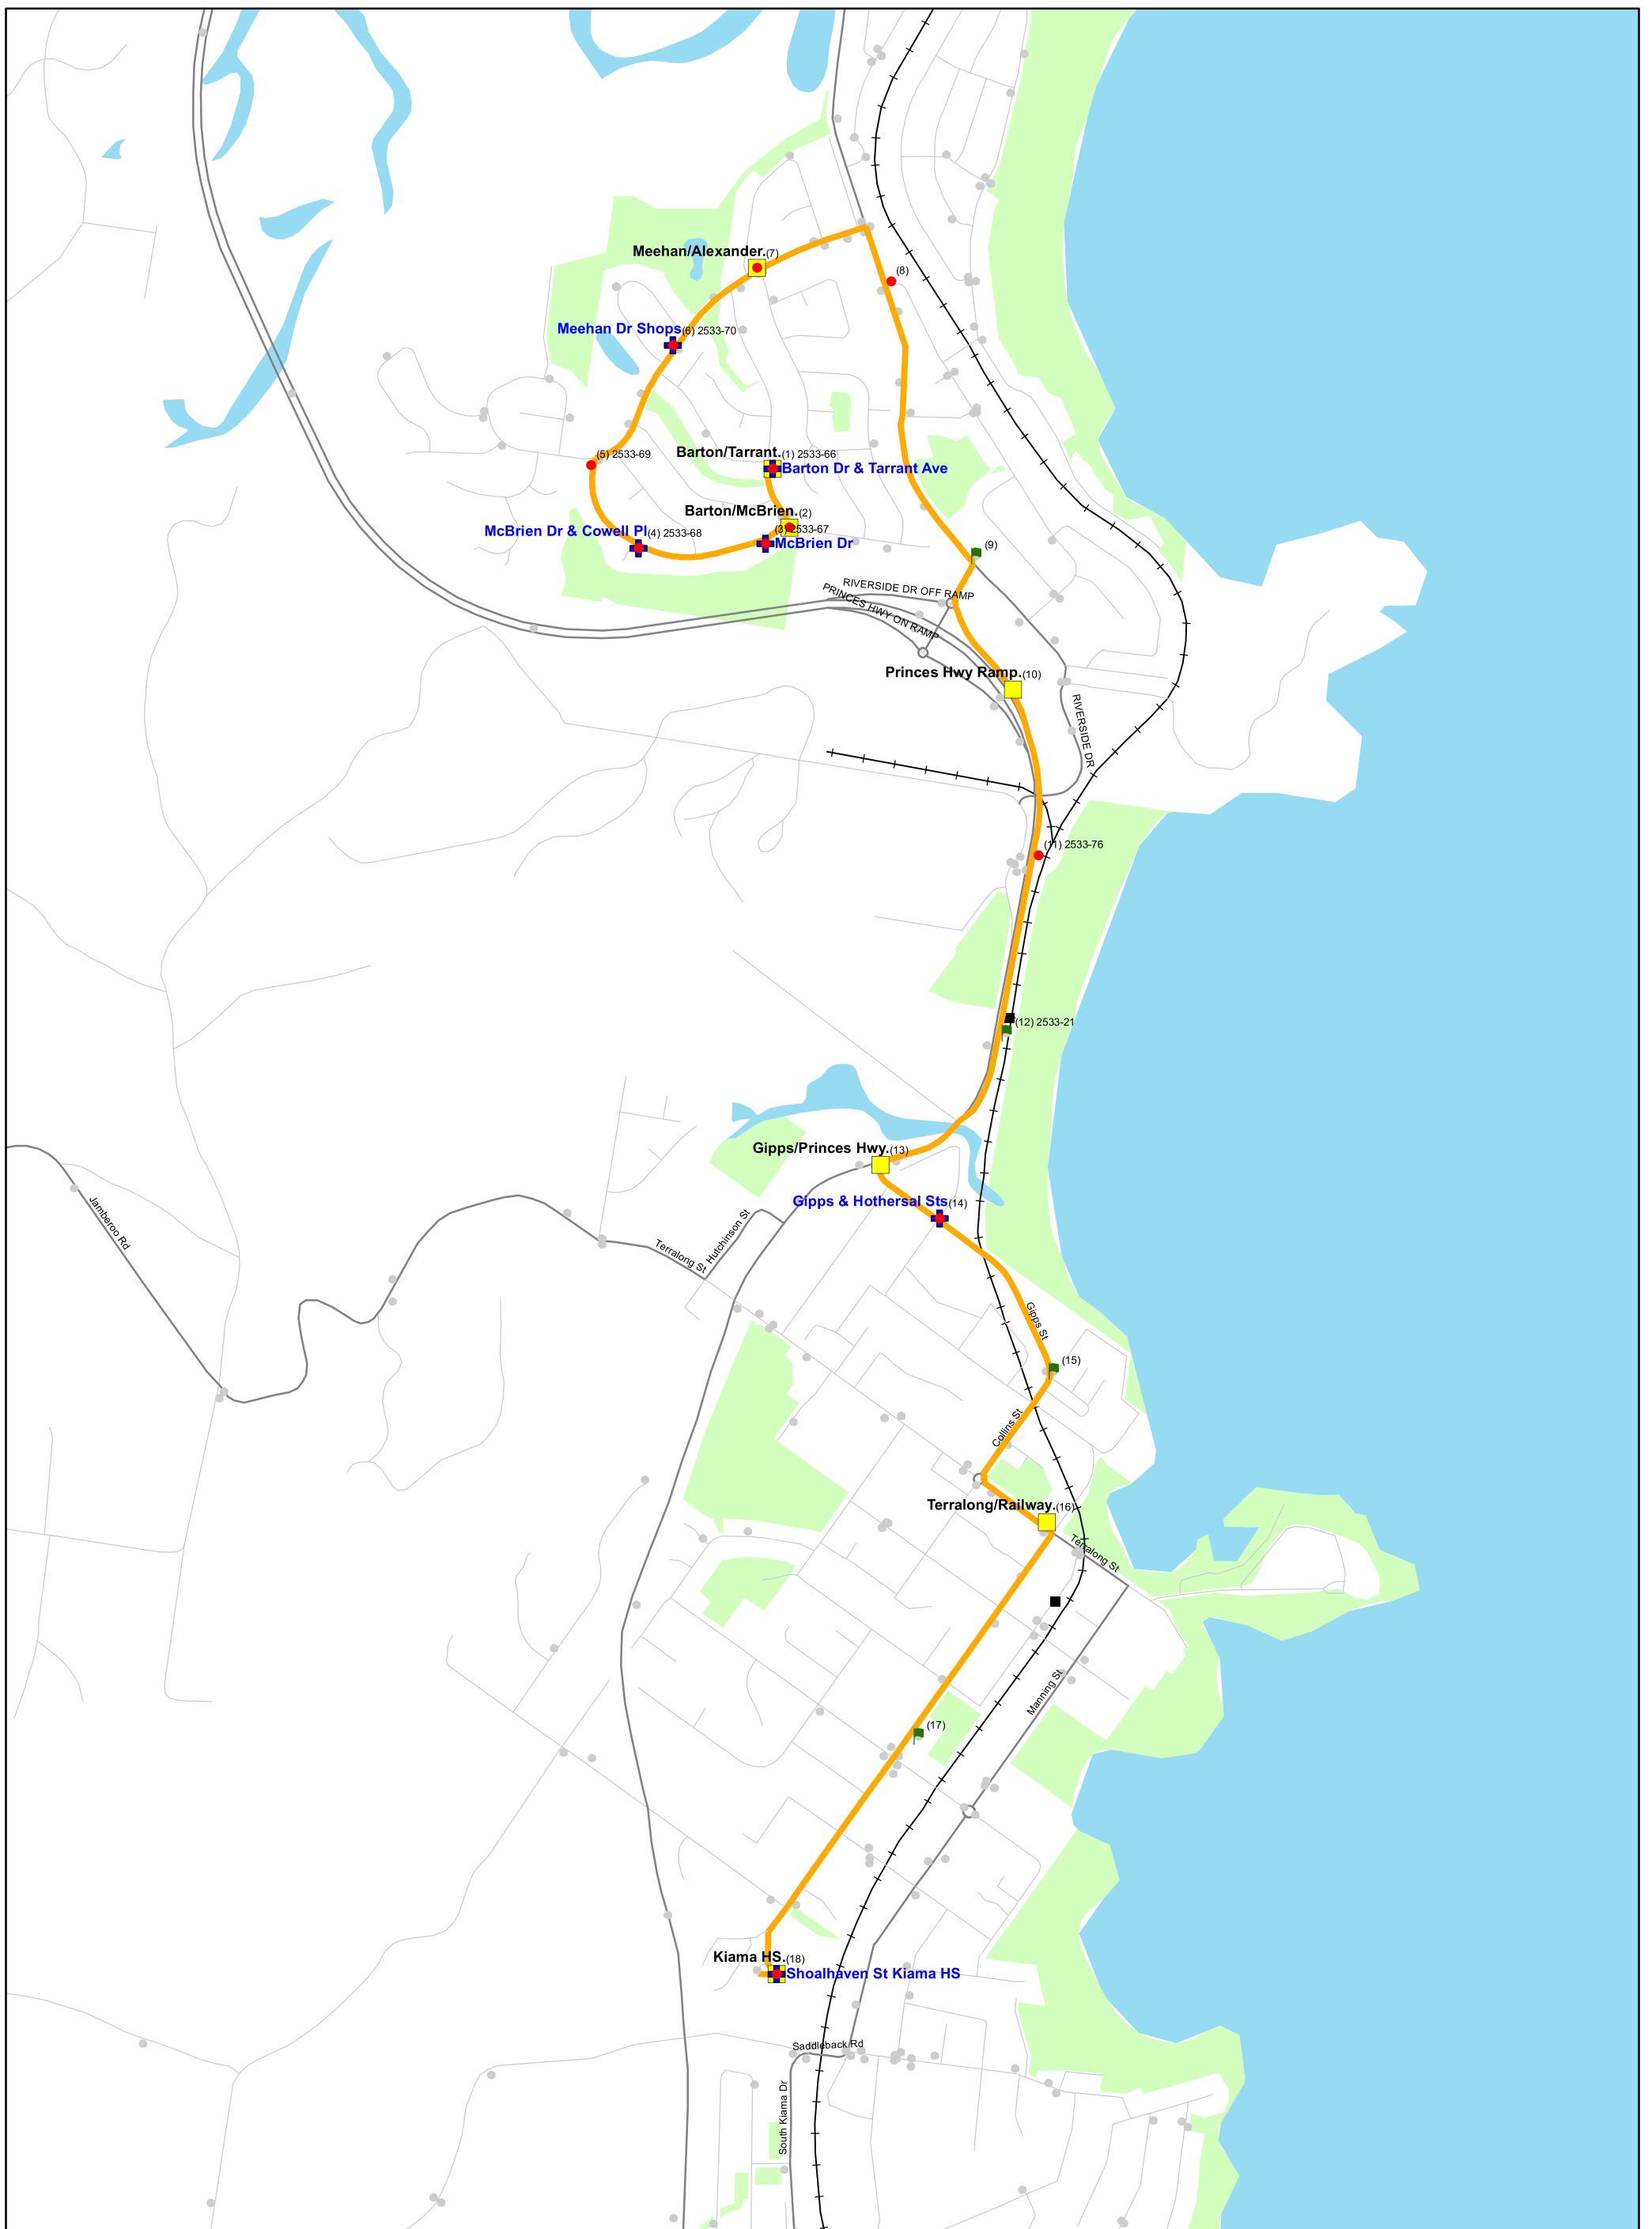 Meehan/Alexander.(7)
(8)
Meehan Dr Shops(6) 2533-70
(5) 2533-69
Barton/Tarrant.(1) 2533-66
Barton Dr & Tarrant Ave
Barton/McBrien.(2)
(3) 2533-67
McBrien Dr & Cowell Pl(4) 2533-68
McBrien Dr
(9)
RIVERSIDE DR OFF RAMP
PRINCES HWY ON RAMP
Princes Hwy Ramp.(10)
RIVERSIDE DR
(11) 2533-76
(12) 2533-21
Gipps/Princes Hwy.(13)
Gipps & Hothersal Sts(14)
Jamberoo Rd
Hutchinson St
Terralong St
Gipps St
(15)
Collins St
Terralong/Railway.(16)
Terralong St
Manning St
(17)
Kiama HS.(18)
Shoalhaven St Kiama HS
Saddleback Rd
South Kiama Dr